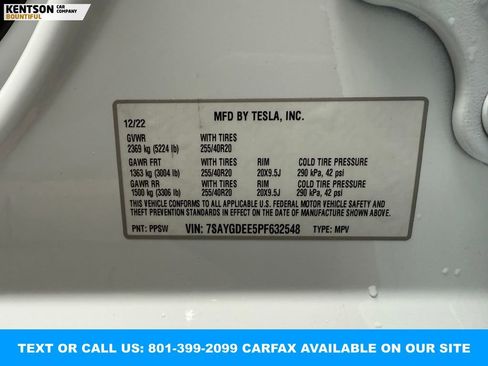 KENTSON CAR COMPANY
BOUNTIFUL
12/22 MFD BY TESLA, INC.
GVWR WITH TIRES
2369 kg (5224 lb) 255/40R20
GAWR FRT WITH TIRES RIM COLD TIRE PRESSURE
1363 kg (3004 lb) 255/40R20 20X9.5J 290 kPa, 42 psi
GAWR RR WITH TIRES RIM COLD TIRE PRESSURE
1500 kg (3306 lb) 255/40R20 20X9.5J 290 kPa, 42 psi
THIS VEHICLE CONFORMS TO ALL APPLICABLE U.S. FEDERAL MOTOR VEHICLE SAFETY AND
THEFT PREVENTION STANDARDS IN EFFECT ON THE DATE OF MANUFACTURE SHOWN ABOVE.
PNT: PPSW VIN: 7SAYGDEE5PF632548 TYPE: MPV
TEXT OR CALL US: 801-399-2099 CARFAX AVAILABLE ON OUR SITE